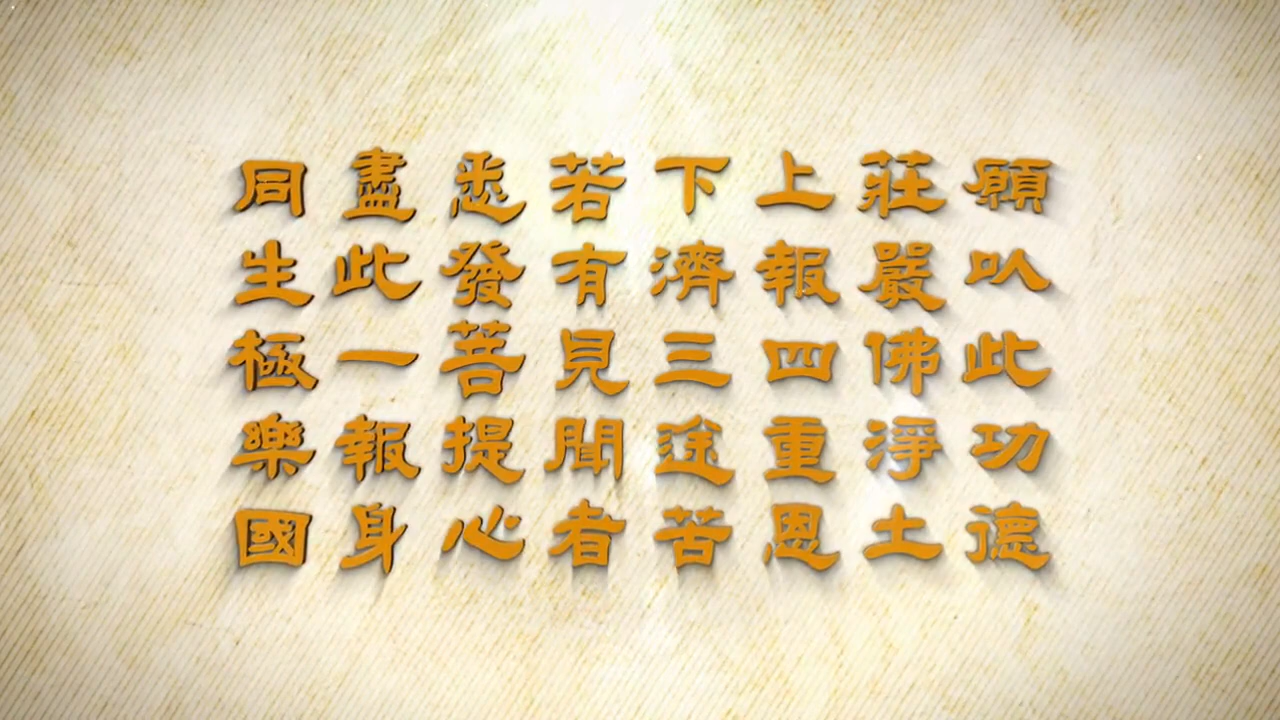 願以此功德
莊嚴佛淨土
上報四重恩
下濟三途苦
若有見聞者
悉發菩提心
盡此一報身
同生極樂國